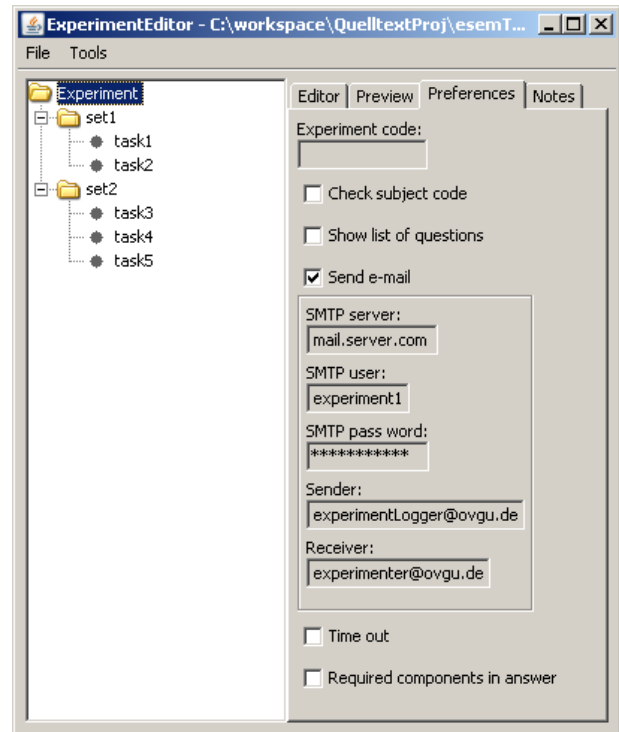 ExperimentEditor - C:\workspace\QuelltextProj\esemT...
File Tools
Experiment
set1
task1
task2
set2
task3
task4
task5
Editor Preview Preferences Notes
Experiment code:
Check subject code
Show list of questions
Send e-mail
SMTP server:
mail.server.com
SMTP user:
experiment1
SMTP pass word:
***********
Sender:
experimentLogger@ovgu.de
Receiver:
experimenter@ovgu.de
Time out
Required components in answer